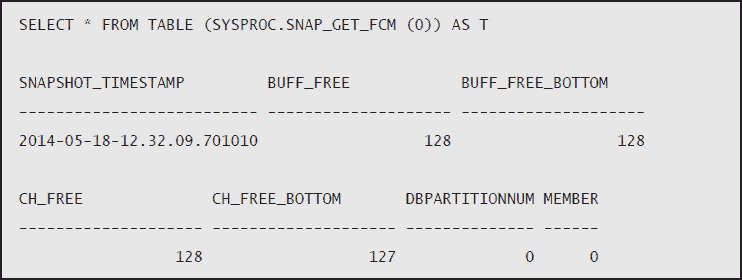 SELECT * FROM TABLE (SYSPROC.SNAP_GET_FCM (0)) AS T
SNAPSHOT_TIMESTAMP         BUFF_FREE            BUFF_FREE_BOTTOM
-------------------------- -------------------- --------------------
2014-05-18-12.32.09.701010                  128                  128
CH_FREE              CH_FREE_BOTTOM       DBPARTITIONNUM MEMBER
-------------------- -------------------- -------------- ------
                 128                  127              0      0